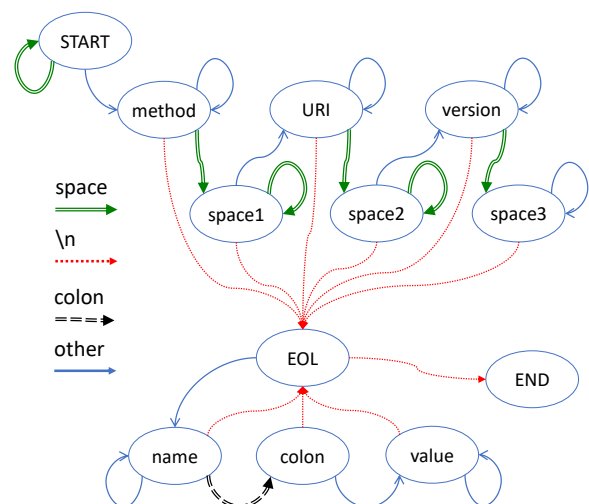 START
method
URI
version
space
space1
space2
space3
\n
colon
other
EOL
END
name
colon
value